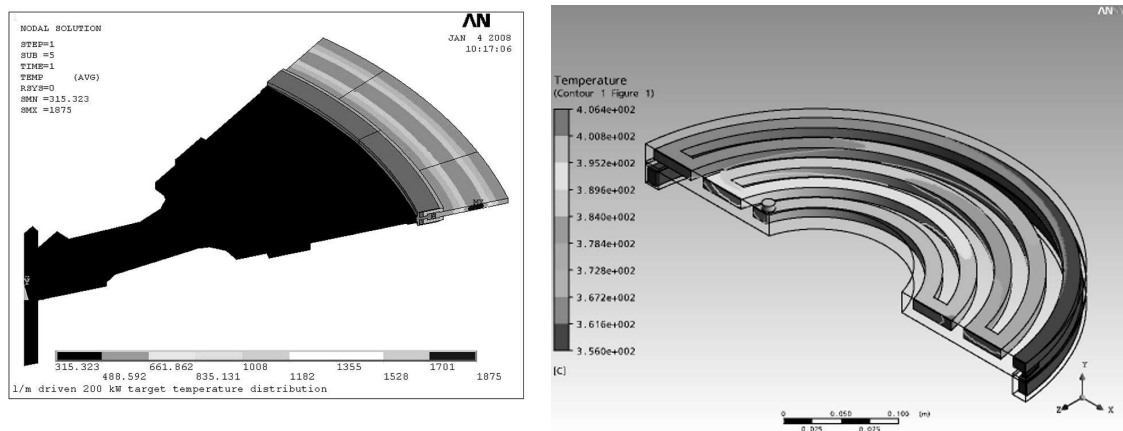 AN
NODAL SOLUTION
JAN 4 2008
10:17:06
STEP=1
SUB =5
TIME=1
TEMP (AVG)
RSYS=0
SMN =315.323
SMX =1875
MX
315.323 661.862 1008 1355 1701
488.592 835.131 1182 1528 1875
l/m driven 200 kW target temperature distribution
Temperature
(Contour 1 Figure 1)
4.064e+002
4.008e+002
3.952e+002
3.896e+002
3.840e+002
3.784e+002
3.728e+002
3.672e+002
3.616e+002
3.560e+002
[C]
0 0.050 0.100 [m]
0.025 0.075
Y
Z X